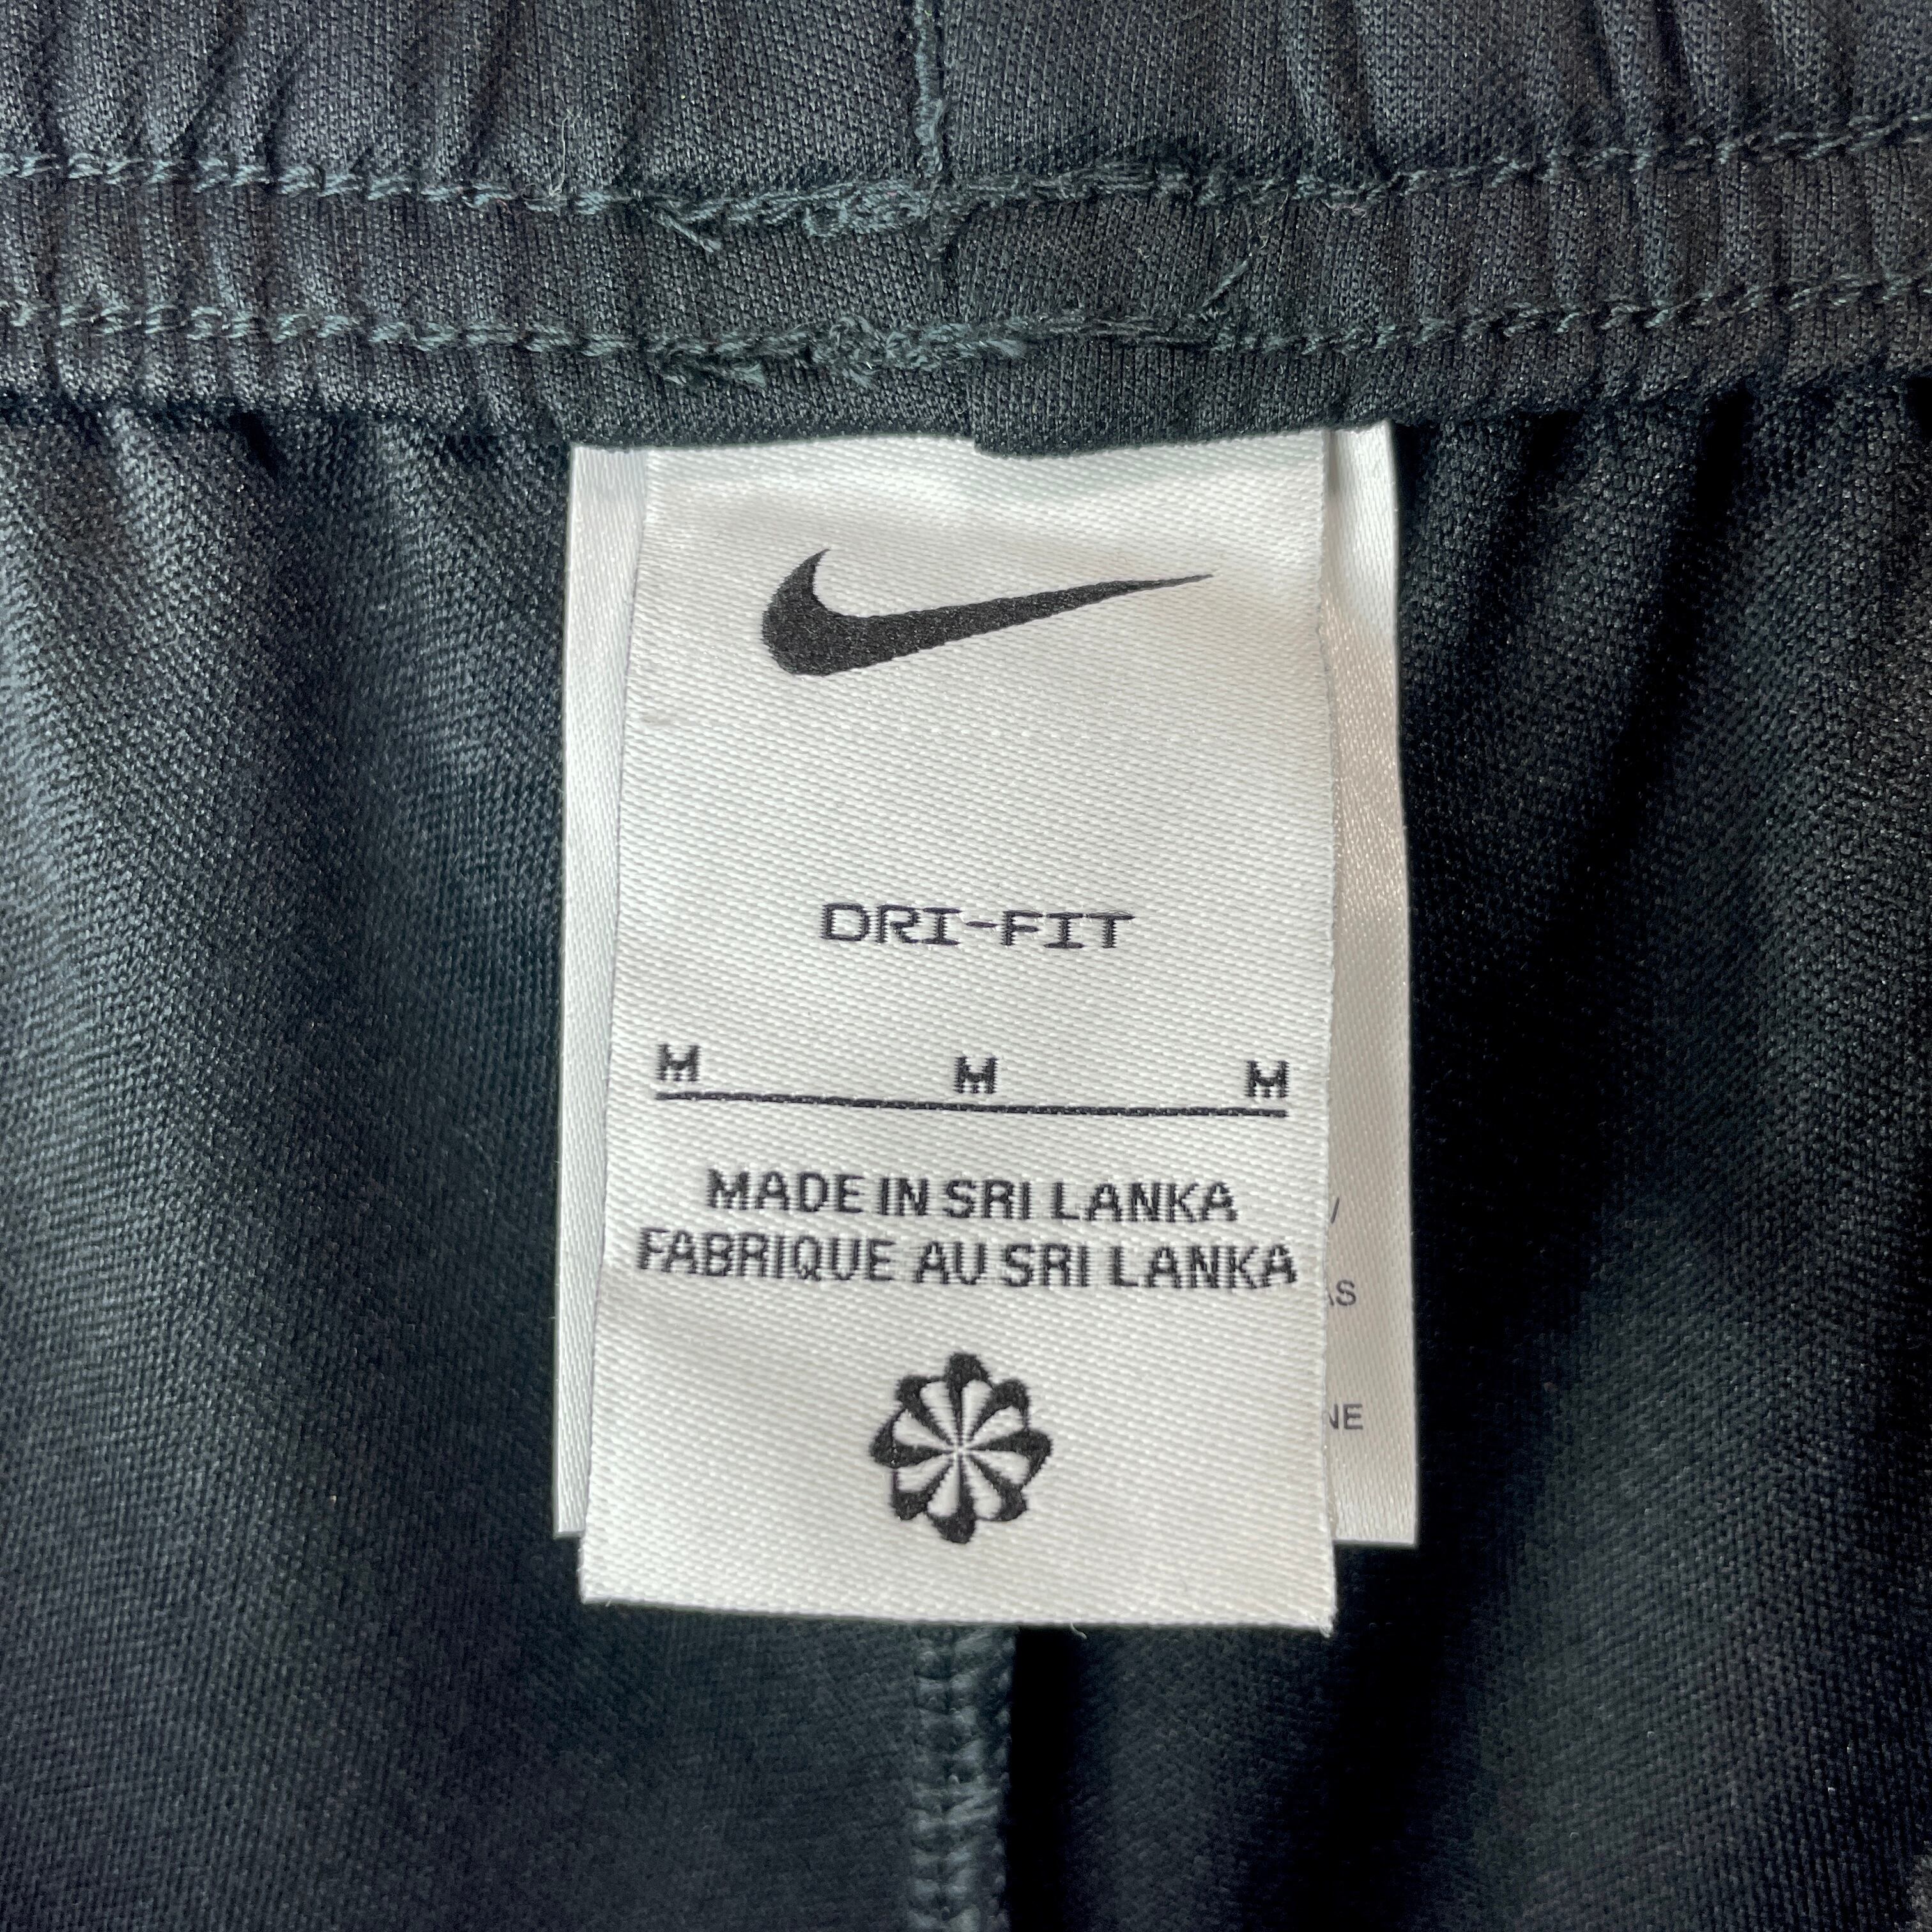 DRI-FIT
M M M
MADE IN SRI LANKA
FABRIQUE AU SRI LANKA